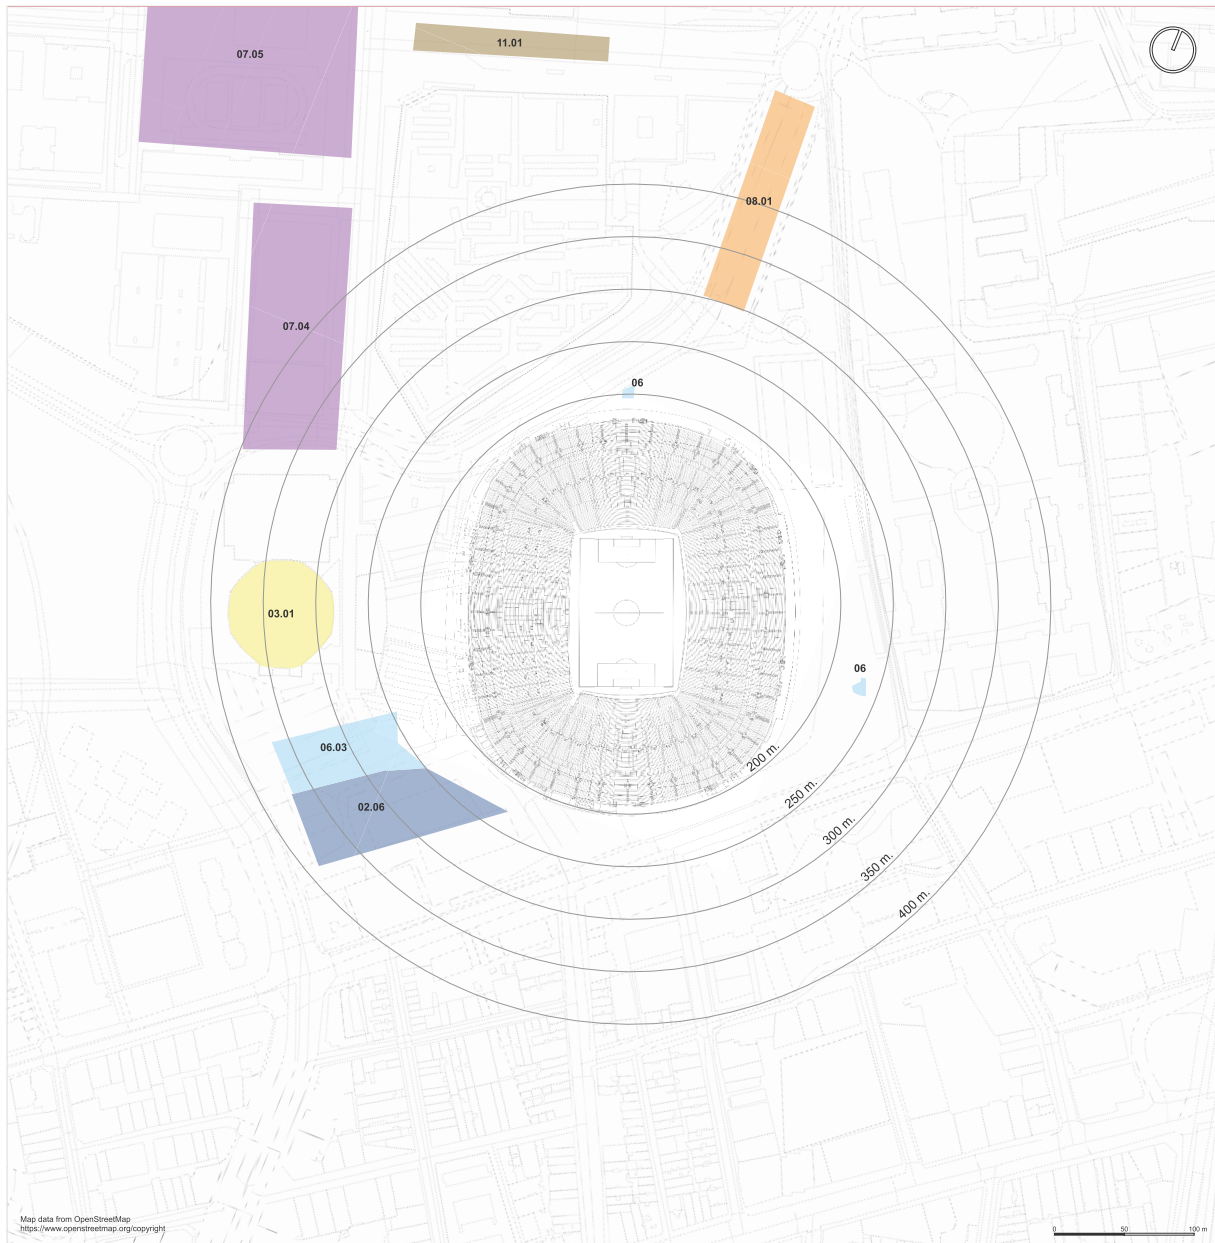 11.01
07.05
08.01
07.04
06
03.01
06
06.03
02.06
200 m.
250 m.
300 m.
350 m.
400 m.
Map data from OpenStreetMap
https://www.openstreetmap.org/copyright
0 50 100 m